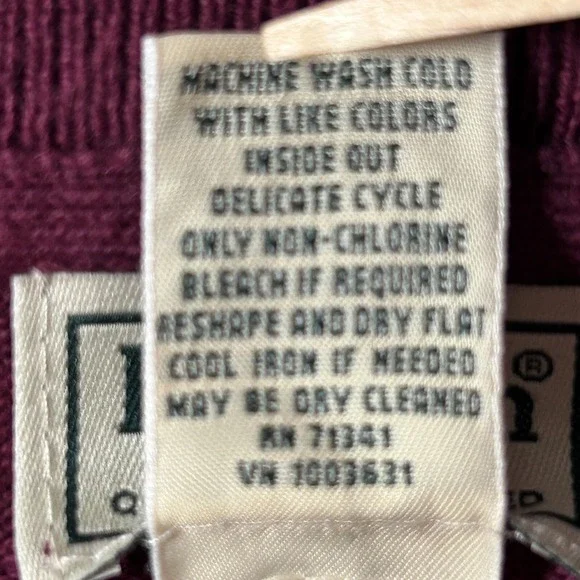 MACHINE WASH COLD
WITH LIKE COLORS
INSIDE OUT
DELICATE CYCLE
ONLY NON-CHLORINE
BLEACH IF REQUIRED
RESHAPE AND DRY FLAT
COOL IRON IF NEEDED
MAY BE DRY CLEANED
RN 71341
VN 1003631
®